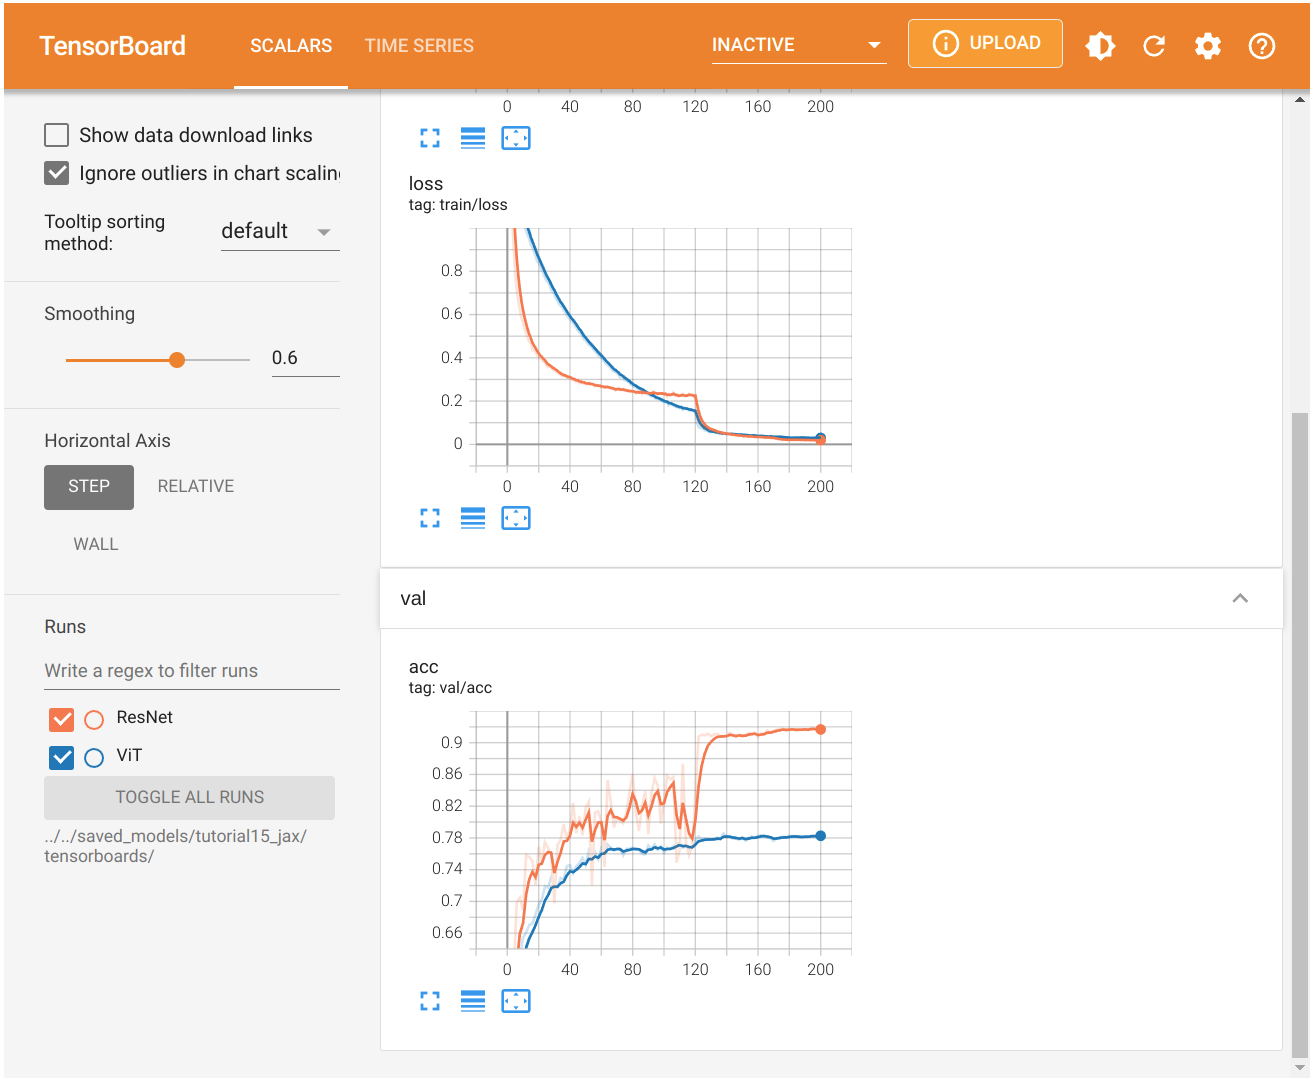 TensorBoard SCALARS TIME SERIES INACTIVE UPLOAD
Show data download links
Ignore outliers in chart scalin
Tooltip sorting
method:
default
Smoothing
0.6
Horizontal Axis
STEP RELATIVE
WALL
Runs
Write a regex to filter runs
ResNet
ViT
TOGGLE ALL RUNS
../../saved_models/tutorial15_jax/
tensorboards/
0 40 80 120 160 200
loss
tag: train/loss
0.8
0.6
0.4
0.2
0
0 40 80 120 160 200
val
acc
tag: val/acc
0.9
0.86
0.82
0.78
0.74
0.7
0.66
0 40 80 120 160 200